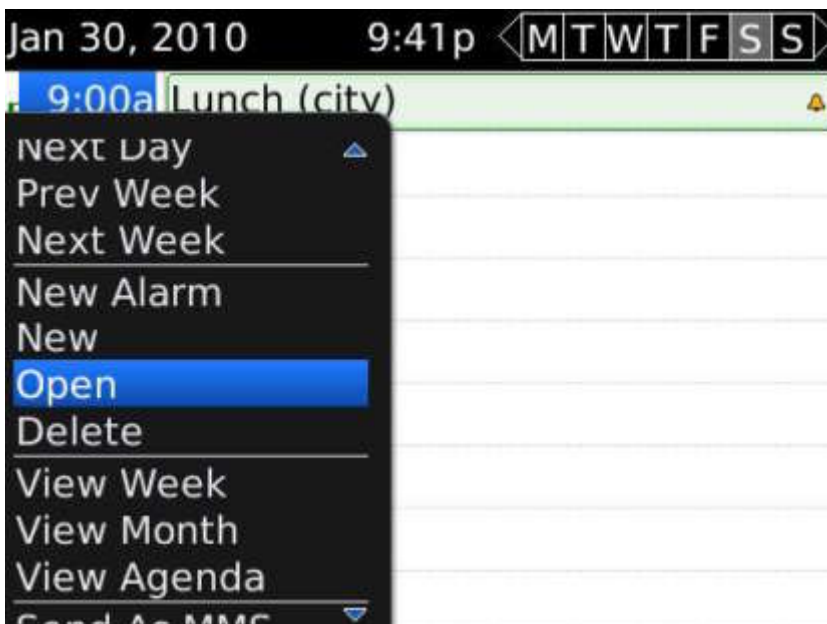 Jan 30, 2010 9:41p M T W T F S S
9:00a Lunch (city)
Next Day
Prev Week
Next Week
New Alarm
New
Open
Delete
View Week
View Month
View Agenda
Send As MMS